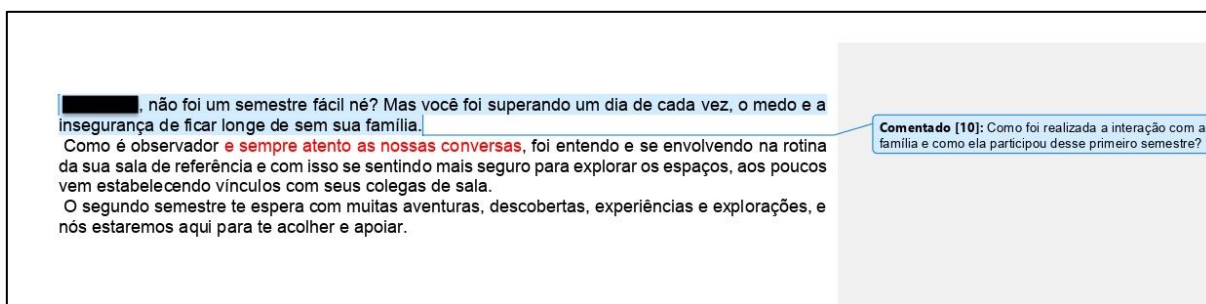 , não foi um semestre fácil né? Mas você foi superando um dia de cada vez, o medo e a
insegurança de ficar longe de sem sua família.
Como é observador e sempre atento as nossas conversas, foi entendo e se envolvendo na rotina
da sua sala de referência e com isso se sentindo mais seguro para explorar os espaços, aos poucos
vem estabelecendo vínculos com seus colegas de sala.
O segundo semestre te espera com muitas aventuras, descobertas, experiências e explorações, e
nós estaremos aqui para te acolher e apoiar.
Comentado [10]: Como foi realizada a interação com a
família e como ela participou desse primeiro semestre?